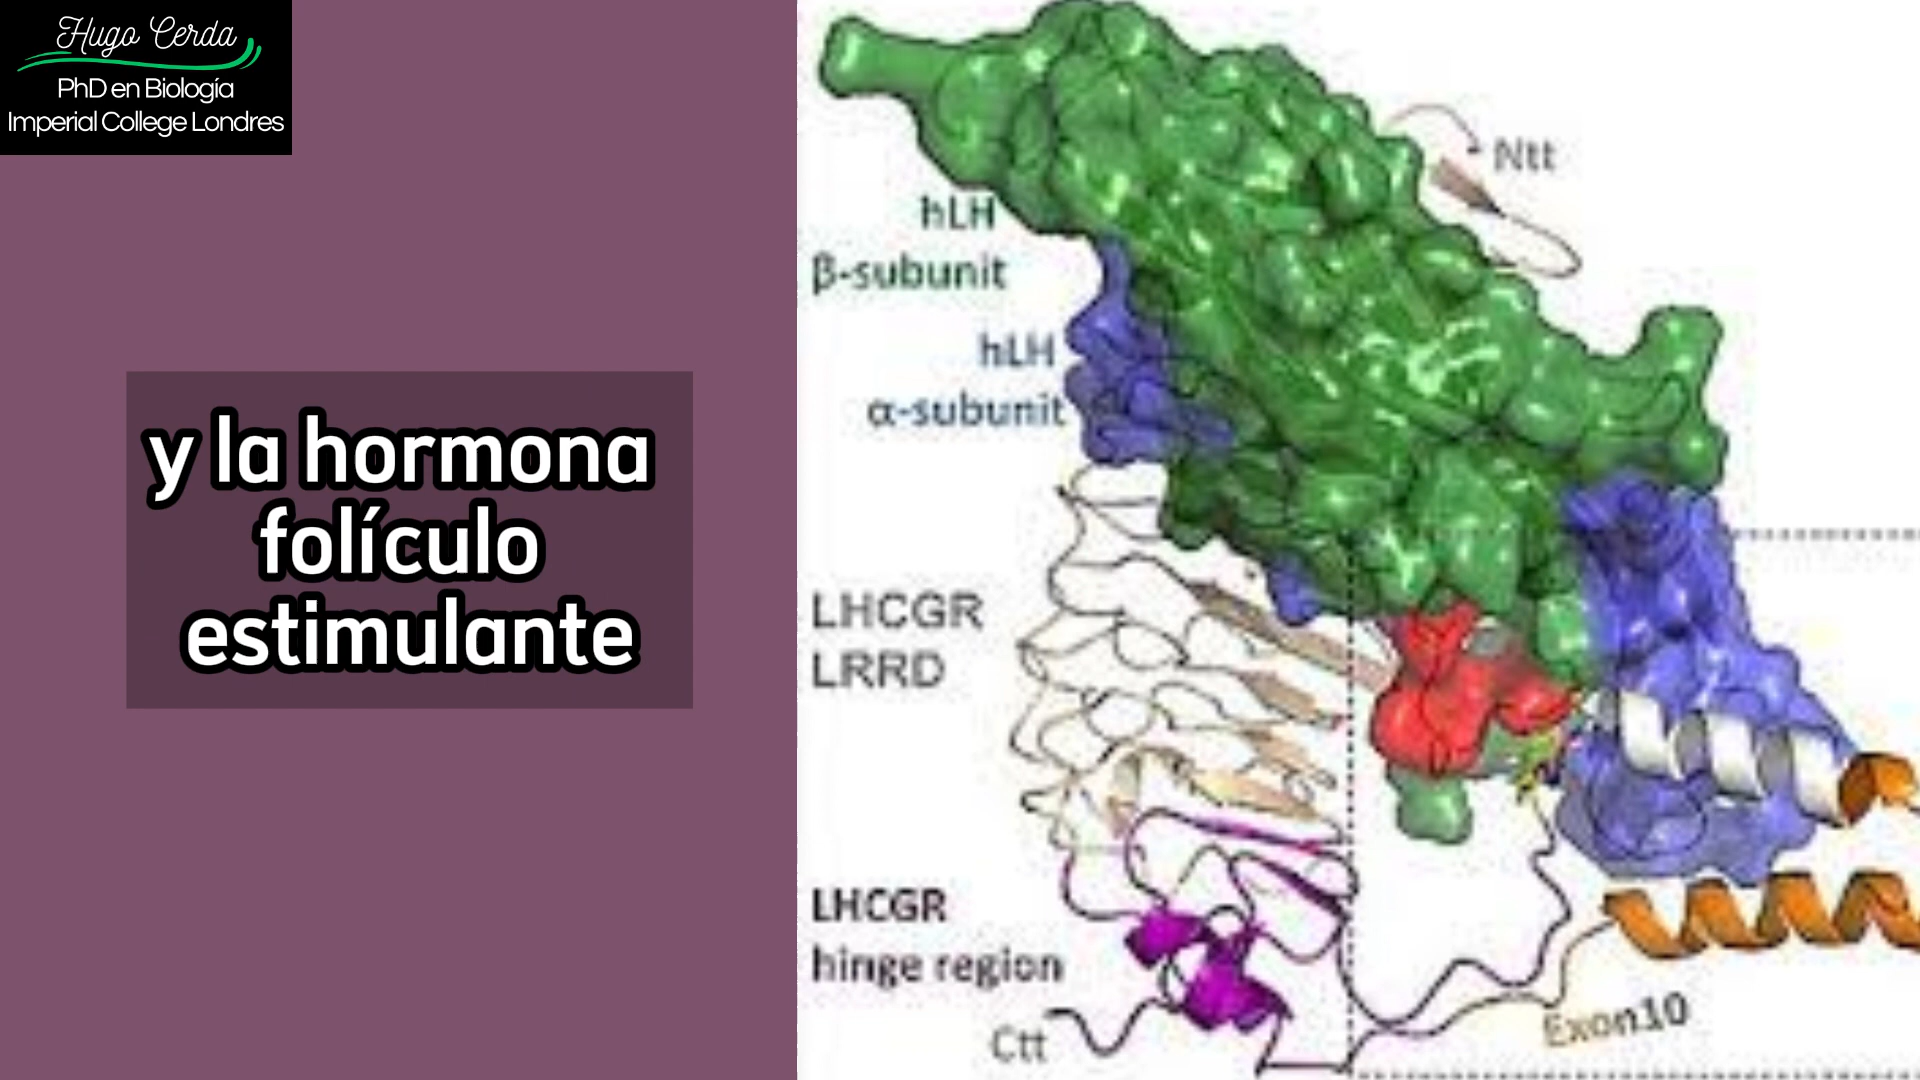 Hugo Cerda
PhD en Biología
Imperial College Londres
y la hormona
folículo
estimulante
Ntt
hLH
β-subunit
hLH
α-subunit
LHCGR
LRRD
LHCGR
hinge region
Ctt
Exon10